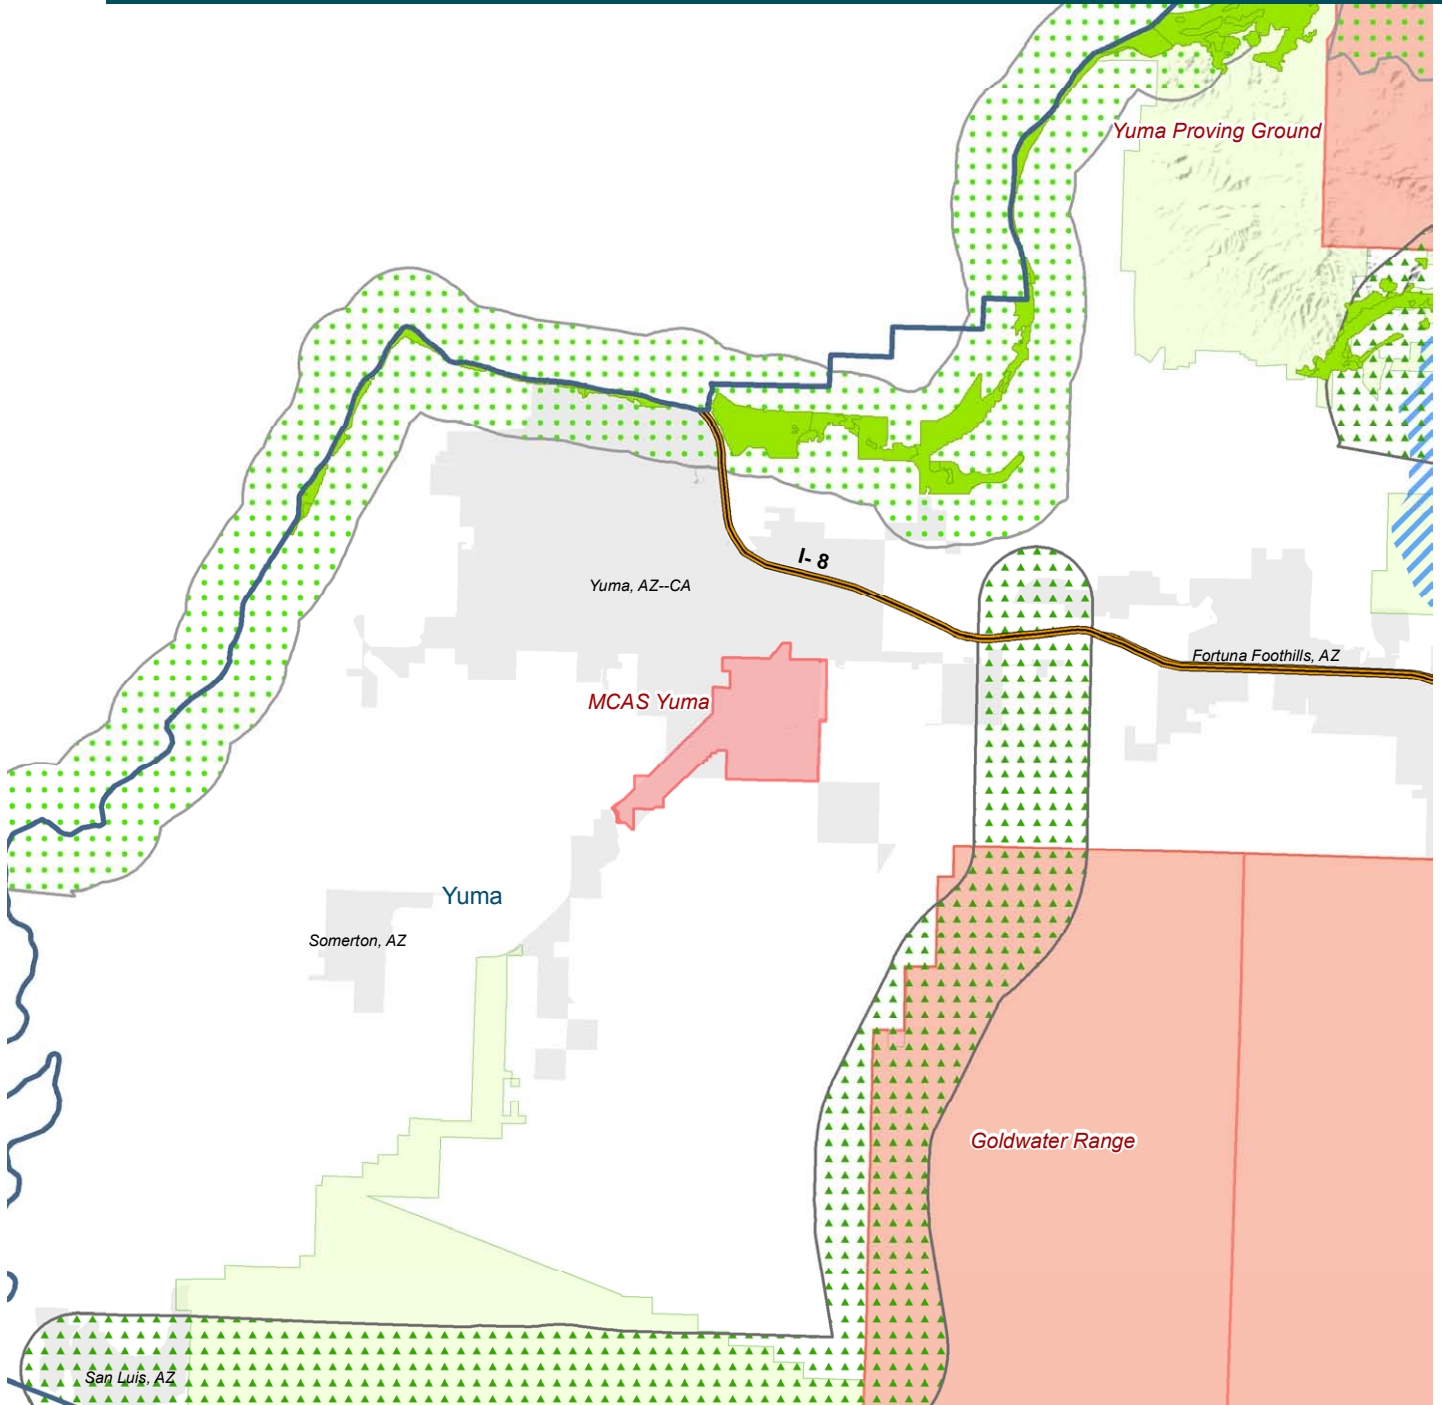 Yuma Proving Ground
I- 8
Yuma, AZ--CA
Fortuna Foothills, AZ
MCAS Yuma
Yuma
Somerton, AZ
Goldwater Range
San Luis, AZ